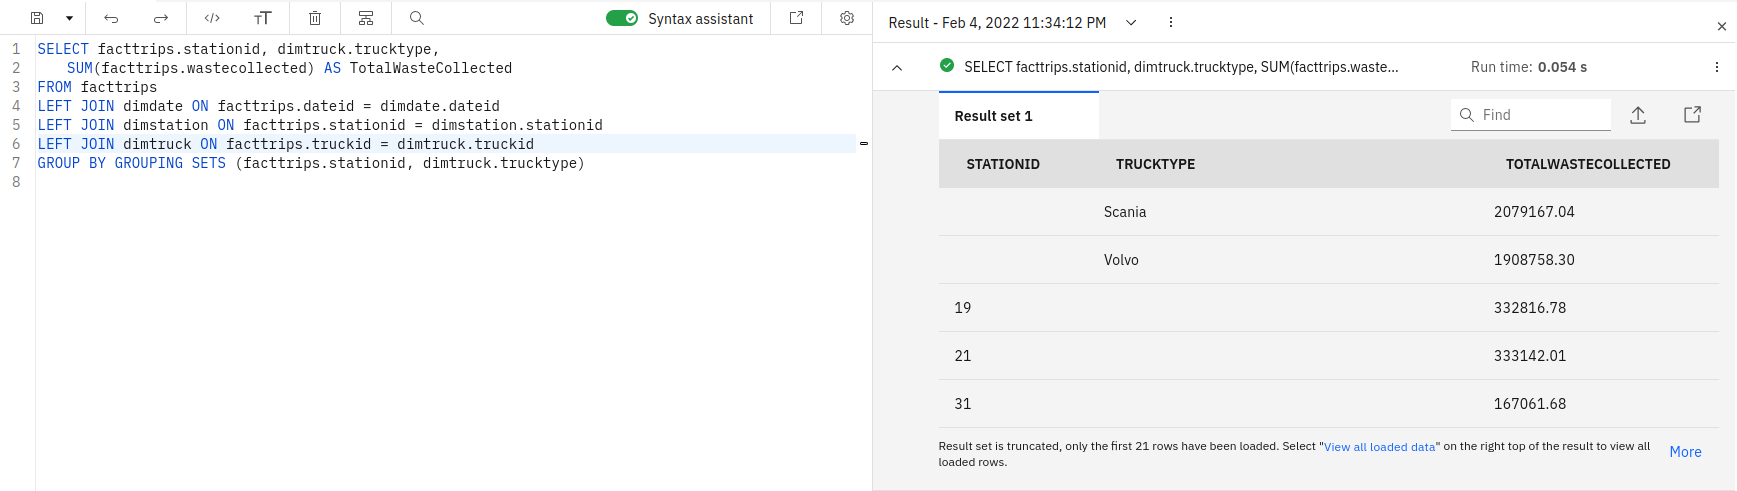 Syntax assistant
1 SELECT facttrips.stationid, dimtruck.trucktype,
2 SUM(facttrips.wastecollected) AS TotalWasteCollected
3 FROM facttrips
4 LEFT JOIN dimdate ON facttrips.dateid = dimdate.dateid
5 LEFT JOIN dimstation ON facttrips.stationid = dimstation.stationid
6 LEFT JOIN dimtruck ON facttrips.truckid = dimtruck.truckid
7 GROUP BY GROUPING SETS (facttrips.stationid, dimtruck.trucktype)
8
Result - Feb 4, 2022 11:34:12 PM
SELECT facttrips.stationid, dimtruck.trucktype, SUM(facttrips.waste... Run time: 0.054 s
Result set 1 Find
STATIONID TRUCKTYPE TOTALWASTECOLLECTED
Scania 2079167.04
Volvo 1908758.30
19 332816.78
21 333142.01
31 167061.68
Result set is truncated, only the first 21 rows have been loaded. Select "View all loaded data" on the right top of the result to view all
loaded rows.
More